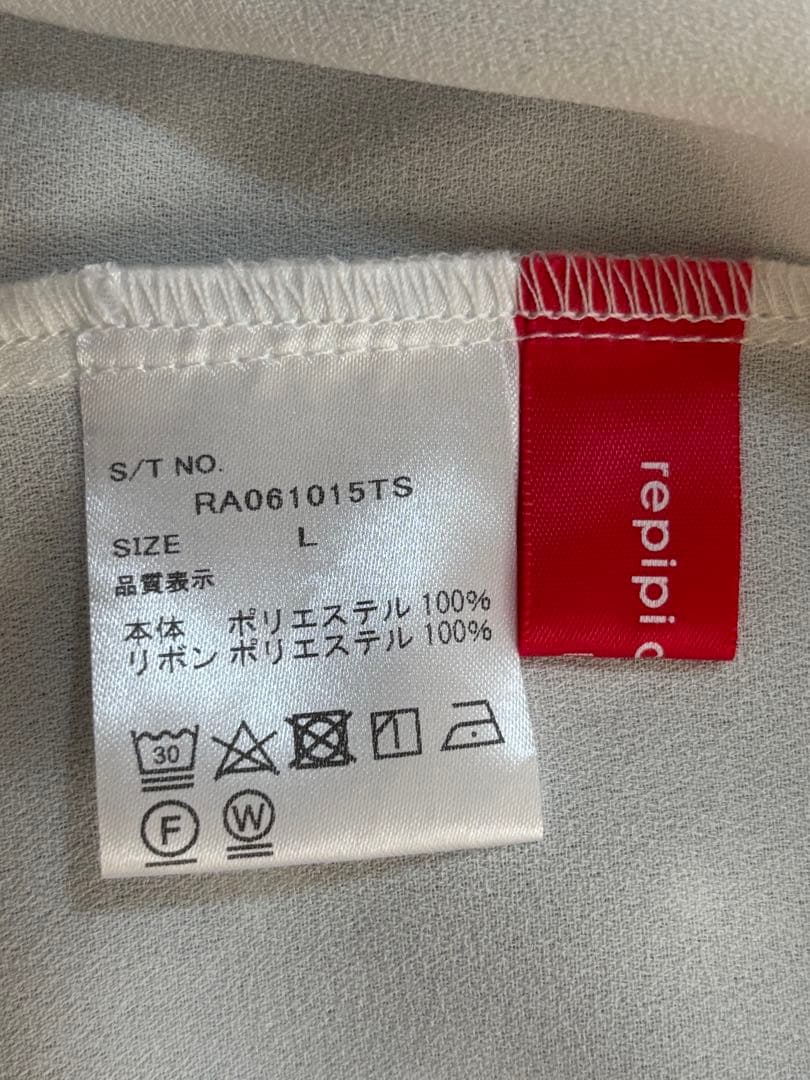 S/T NO.
RA061015TS
SIZE L
品質表示
本体 ポリエステル 100%
リボン ポリエステル 100%
30
F W
repipi